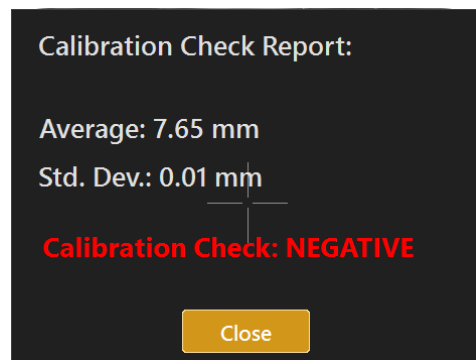 Calibration Check Report:
Average: 7.65 mm
Std. Dev.: 0.01 mm
Calibration Check: NEGATIVE
Close